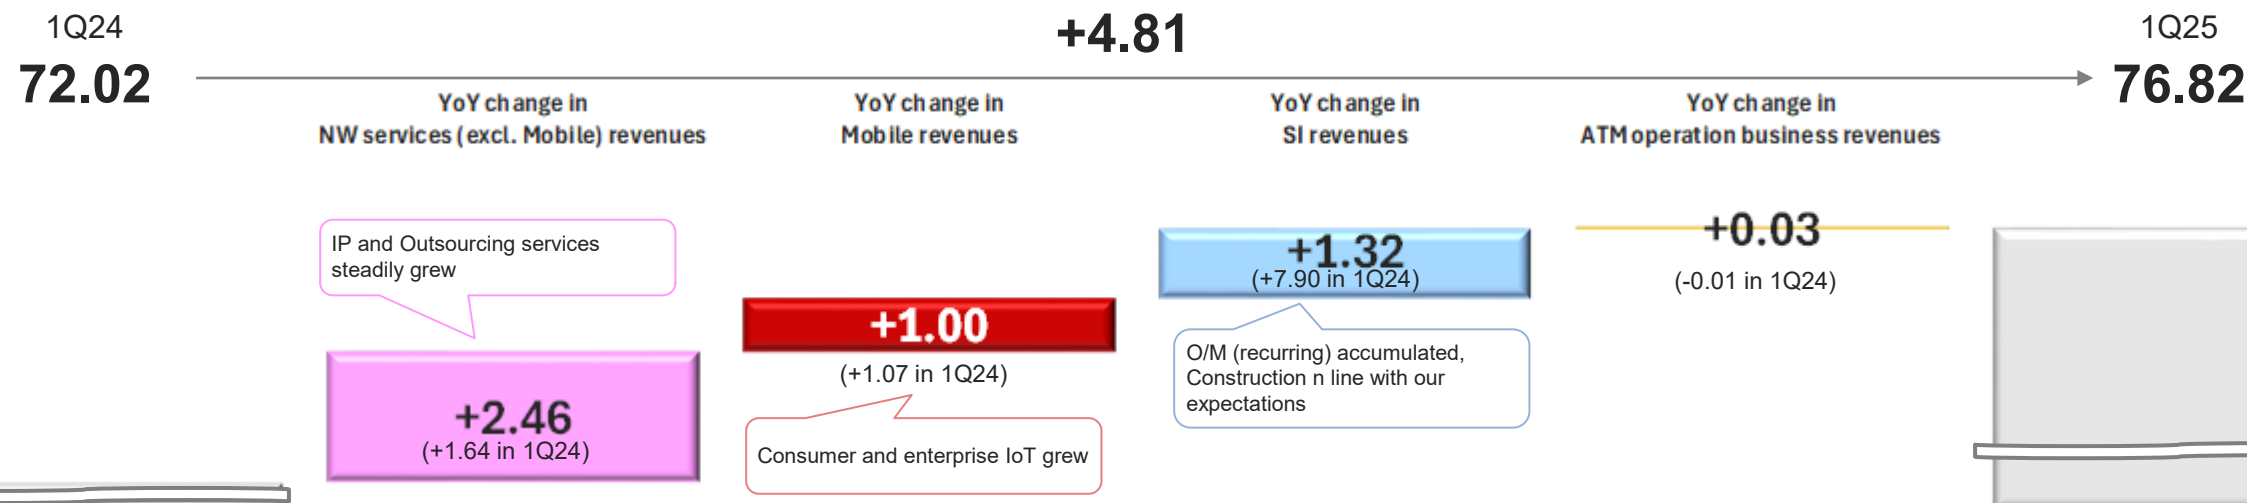 1Q24
72.02
+4.81
1Q25
76.82
YoY change in
NW services (excl. Mobile) revenues
YoY change in
Mobile revenues
YoY change in
SI revenues
YoY change in
ATM operation business revenues
IP and Outsourcing services
steadily grew
+2.46
(+1.64 in 1Q24)
+1.00
(+1.07 in 1Q24)
Consumer and enterprise IoT grew
+1.32
(+7.90 in 1Q24)
O/M (recurring) accumulated,
Construction n line with our
expectations
+0.03
(-0.01 in 1Q24)